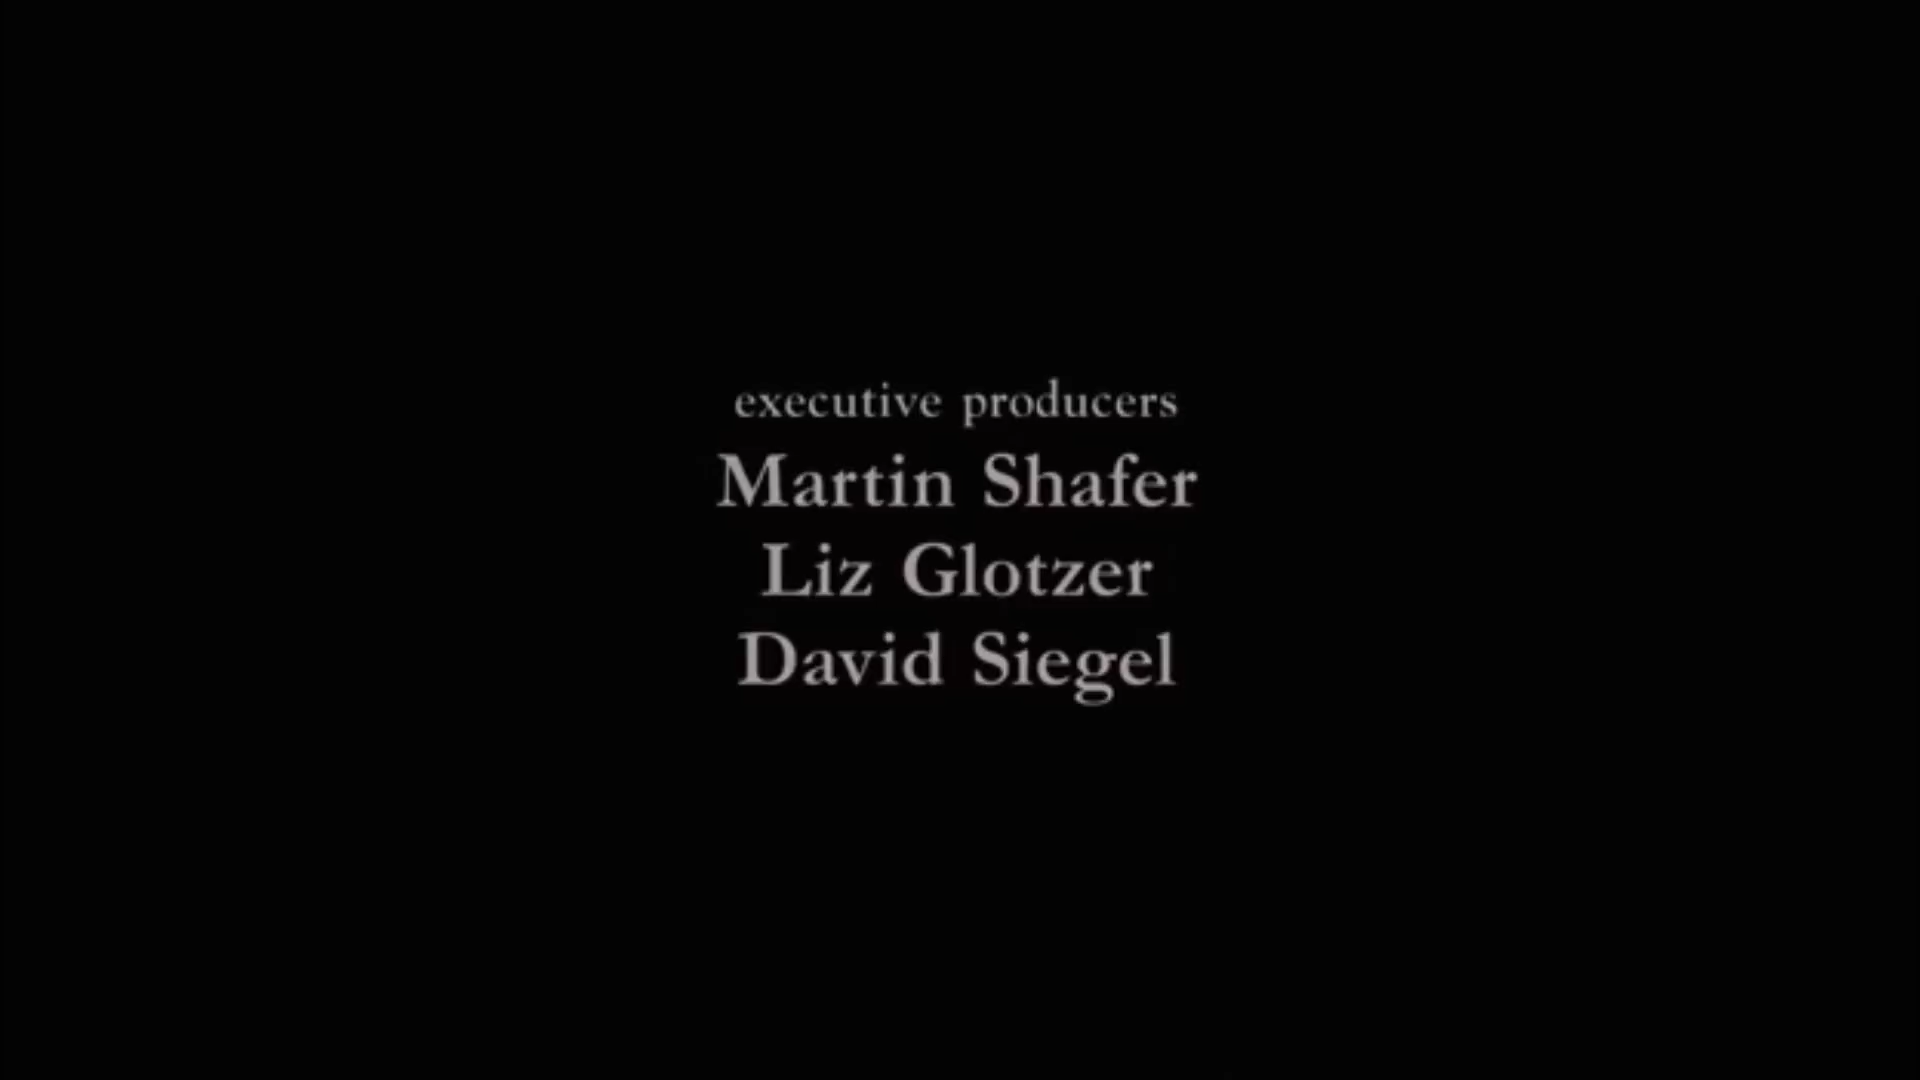 executive producers
Martin Shafer
Liz Glotzer
David Siegel